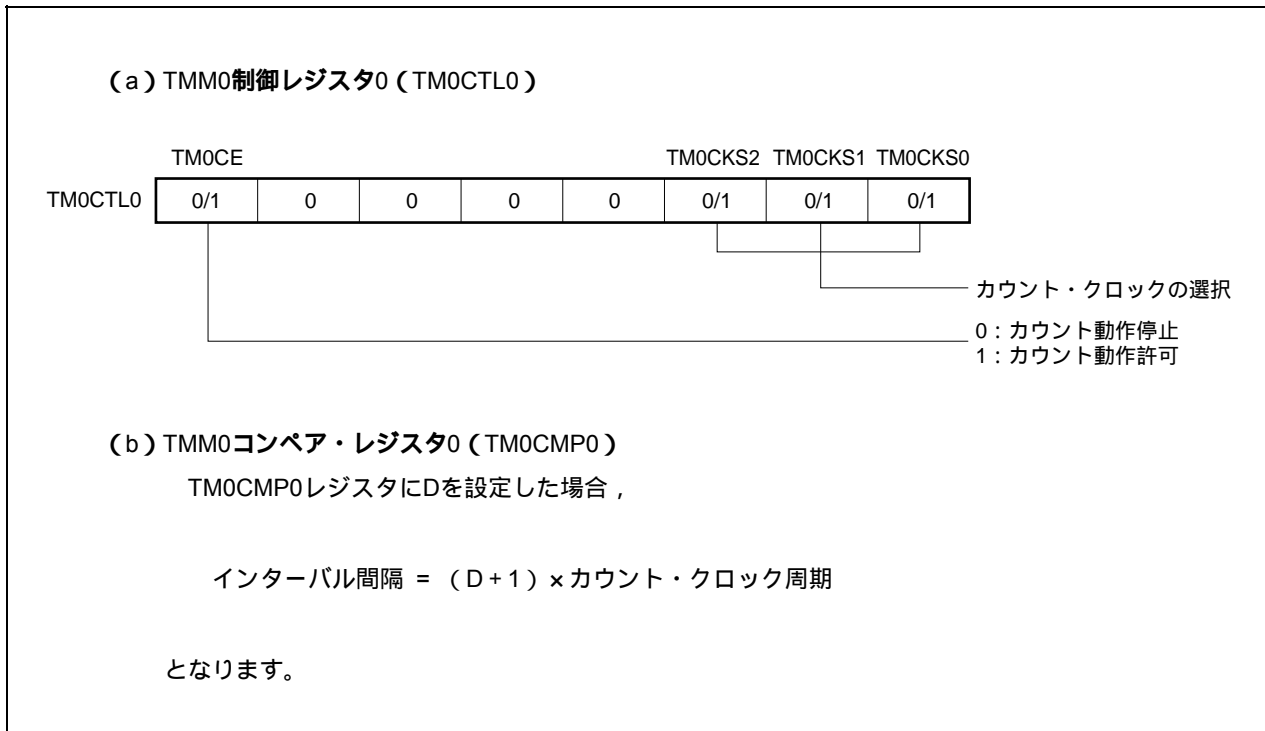 （a）TMM0制御レジスタ0（TM0CTL0）
TM0CE TM0CKS2 TM0CKS1 TM0CKS0
TM0CTL0 0/1 0 0 0 0 0/1 0/1 0/1
カウント・クロックの選択
0：カウント動作停止
1：カウント動作許可
（b）TMM0コンペア・レジスタ0（TM0CMP0）
TM0CMP0レジスタにDを設定した場合，
インターバル間隔 = （D+1）×カウント・クロック周期
となります。